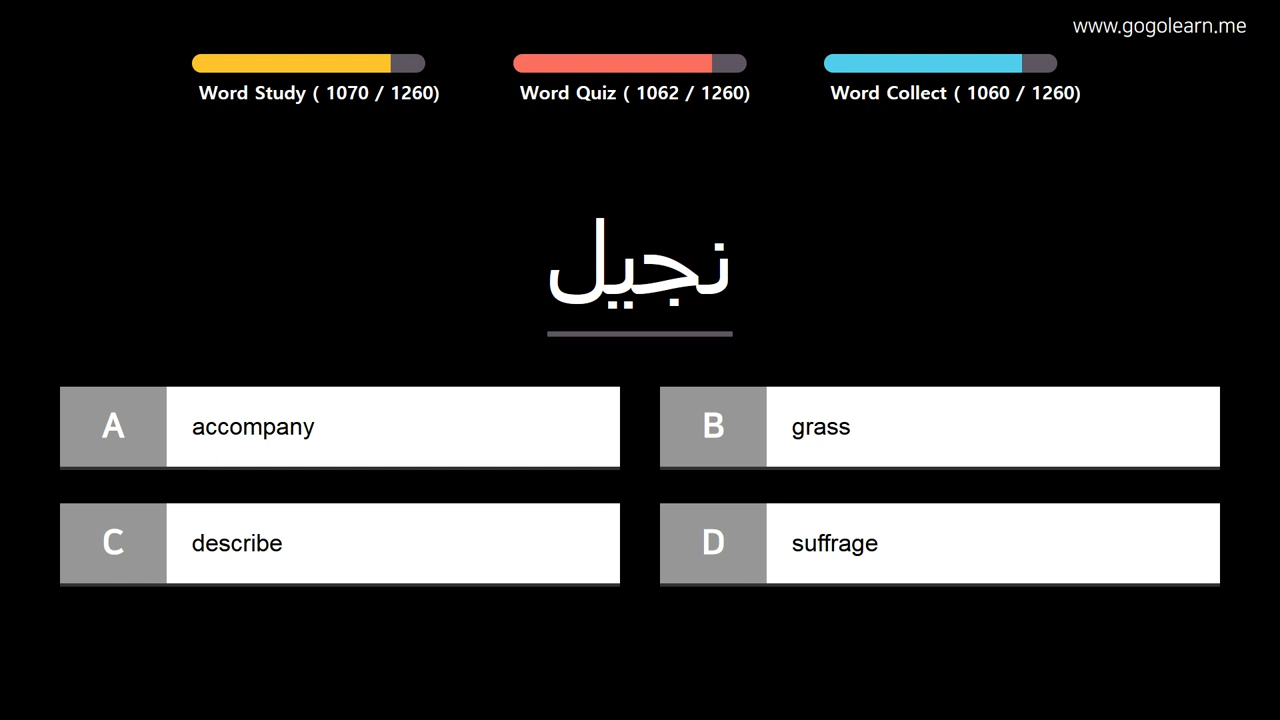 www.gogolearn.me
Word Study ( 1070 / 1260)
Word Quiz ( 1062 / 1260)
Word Collect ( 1060 / 1260)
نجيل
A accompany
B grass
C describe
D suffrage